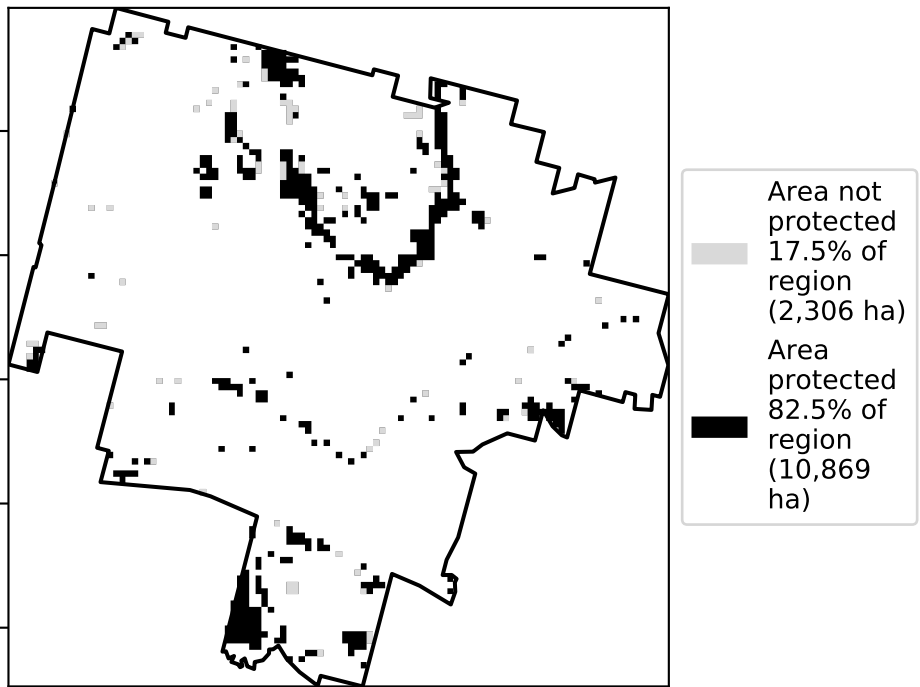 Area not
protected
17.5% of
region
(2,306 ha)
Area
protected
82.5% of
region
(10,869
ha)